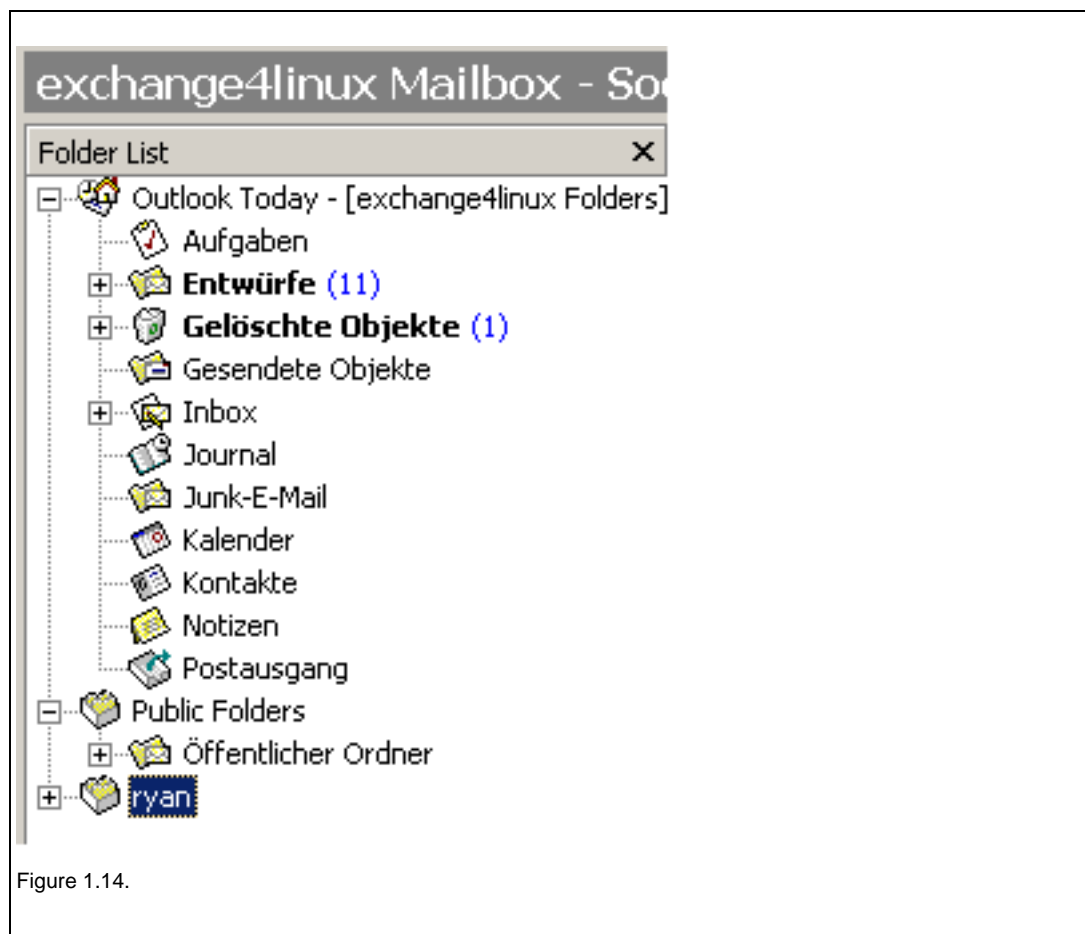 exchange4linux Mailbox -
Folder List
Outlook Today - [exchange4linux Folders]
Aufgaben
Entwürfe (11)
Gelöschte Objekte (1)
Gesendete Objekte
Inbox
Journal
Junk-E-Mail
Kalender
Kontakte
Notizen
Postausgang
Public Folders
Öffentlicher Ordner
ryan
Figure 1.14.